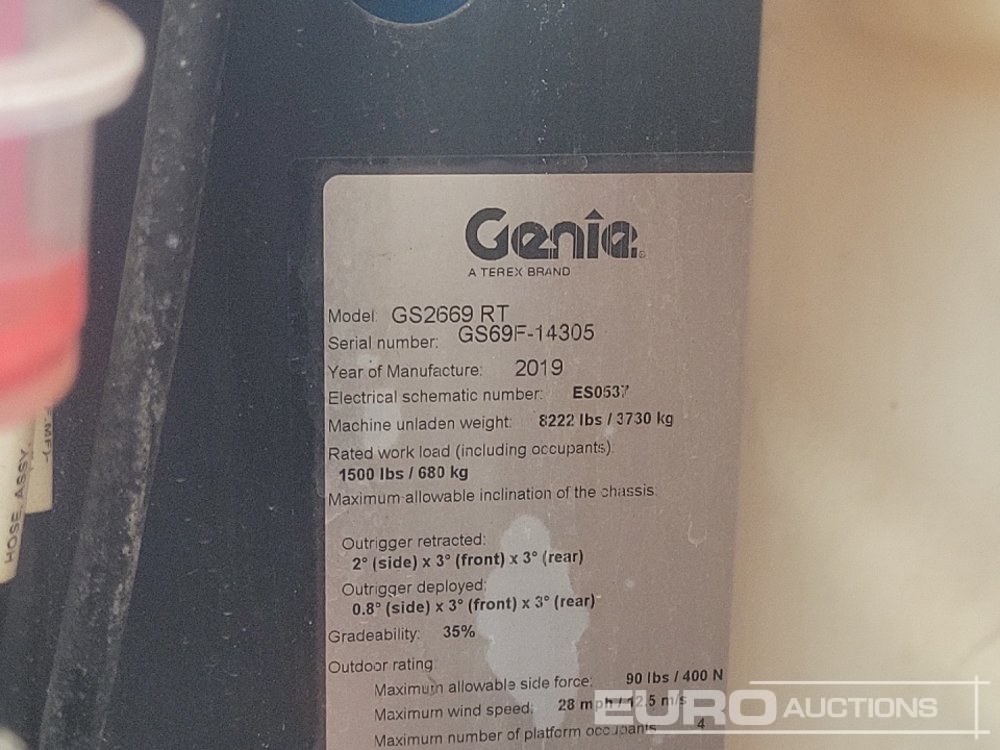 Genie
A TEREX BRAND
Model: GS2669 RT
Serial number: GS69F-14305
Year of Manufacture: 2019
Electrical schematic number: ES0537
Machine unladen weight: 8222 lbs / 3730 kg
Rated work load (including occupants):
1500 lbs / 680 kg
Maximum allowable inclination of the chassis:
Outrigger retracted:
2° (side) x 3° (front) x 3° (rear)
Outrigger deployed:
0.8° (side) x 3° (front) x 3° (rear)
Gradeability: 35%
Outdoor rating:
Maximum allowable side force: 90 lbs / 400 N
Maximum wind speed: 28 mph / 12.5 m/s
Maximum number of platform occupants 4
HOSE, ASSY,
EURO AUCTIONS